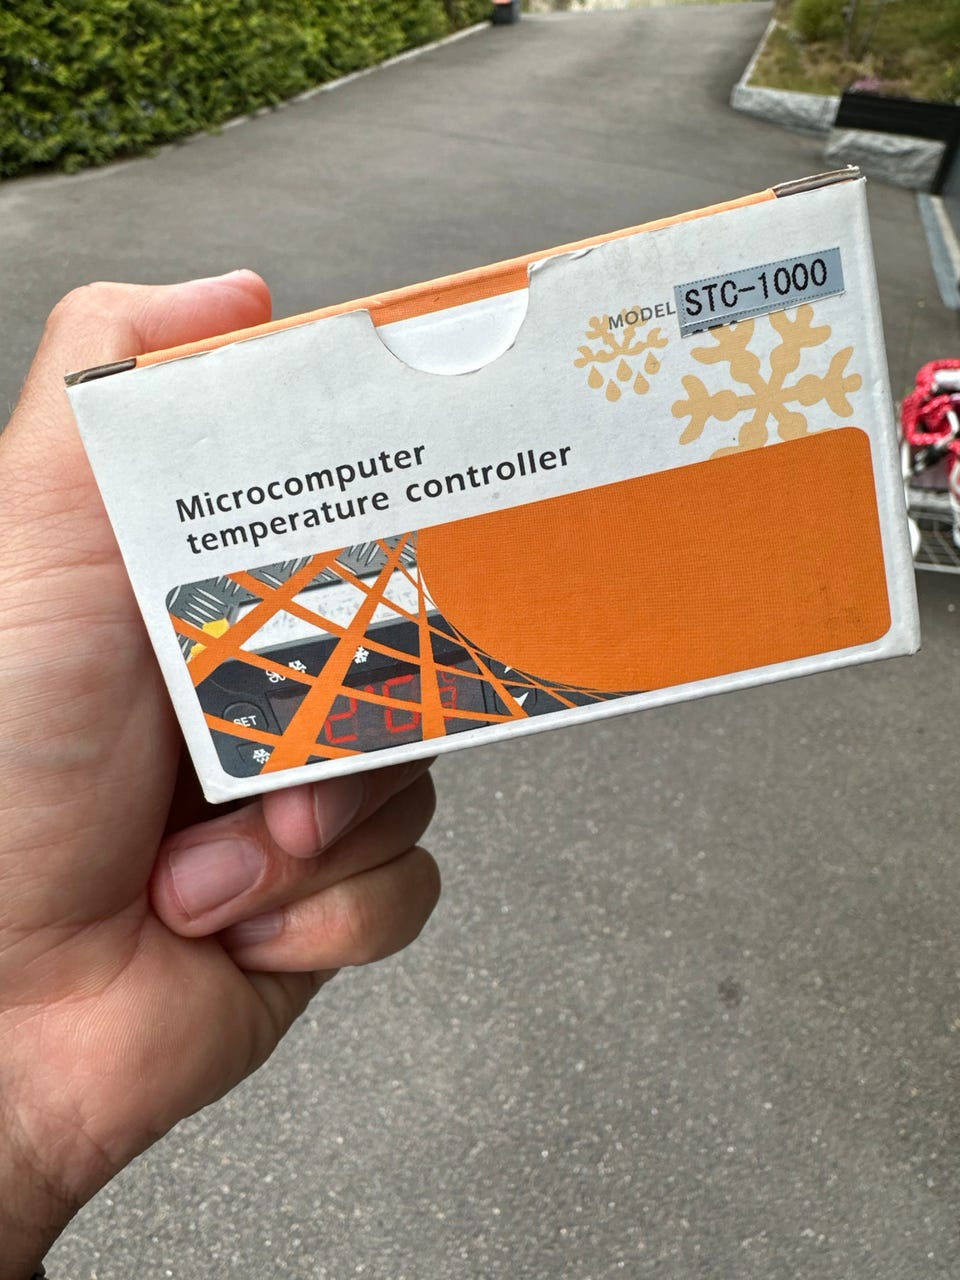 MODEL STC-1000
Microcomputer
temperature controller
SET